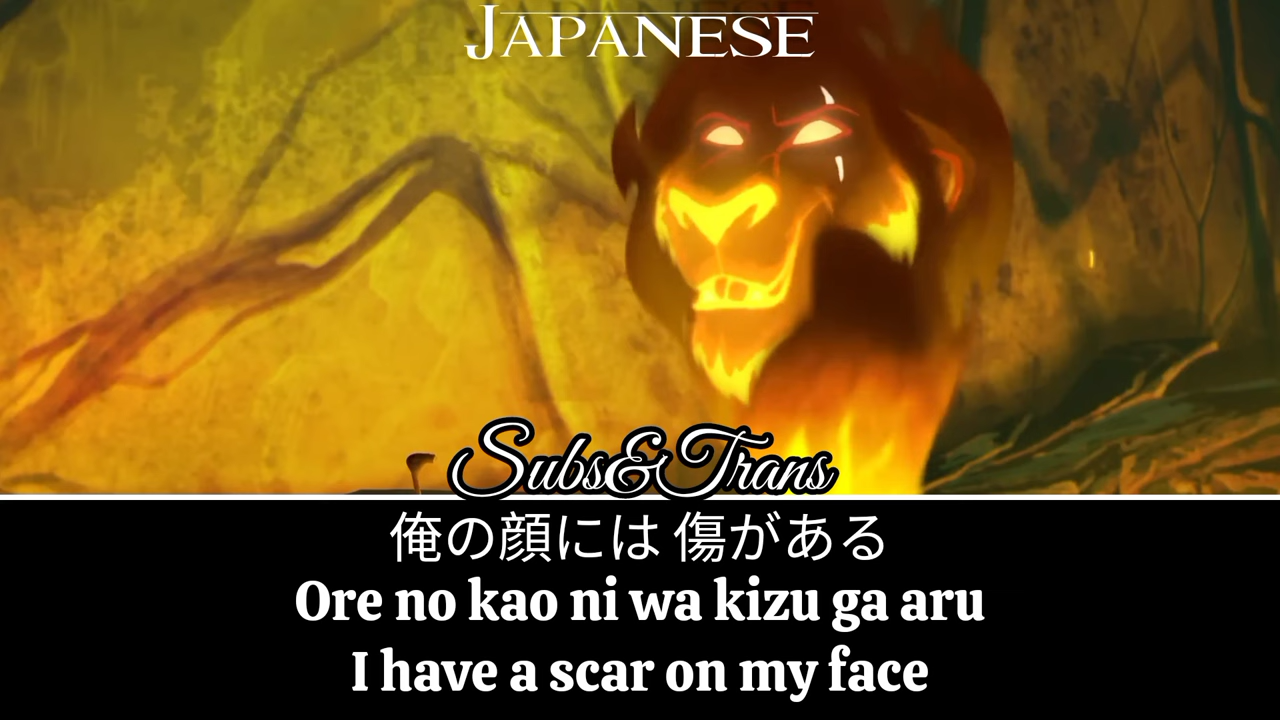 JAPANESE
Subs&Trans
俺の顔には 傷がある
Ore no kao ni wa kizu ga aru
I have a scar on my face